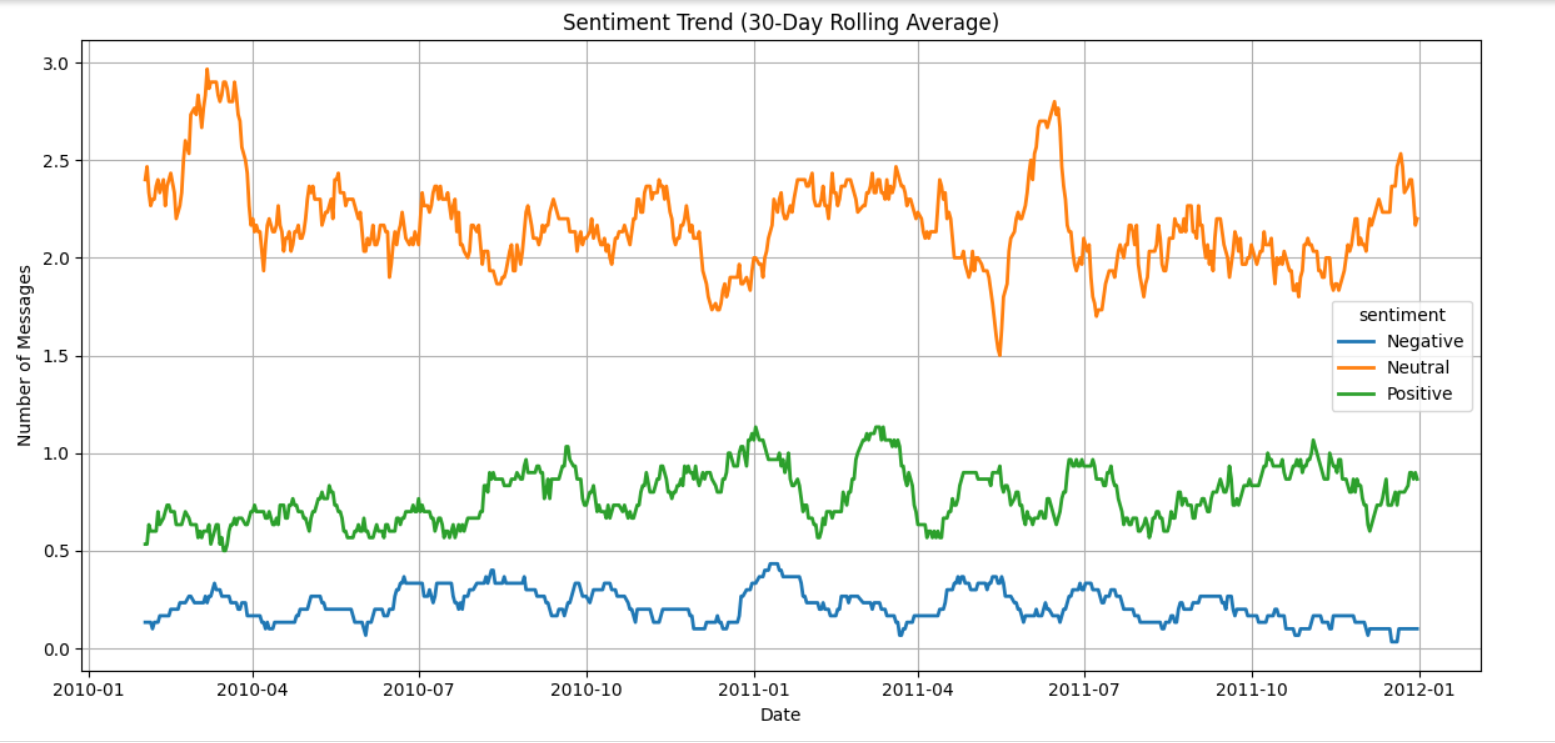 Sentiment Trend (30-Day Rolling Average)
3.0
2.5
2.0
1.5
1.0
0.5
0.0
Number of Messages
sentiment
Negative
Neutral
Positive
2010-01 2010-04 2010-07 2010-10 2011-01 2011-04 2011-07 2011-10 2012-01
Date